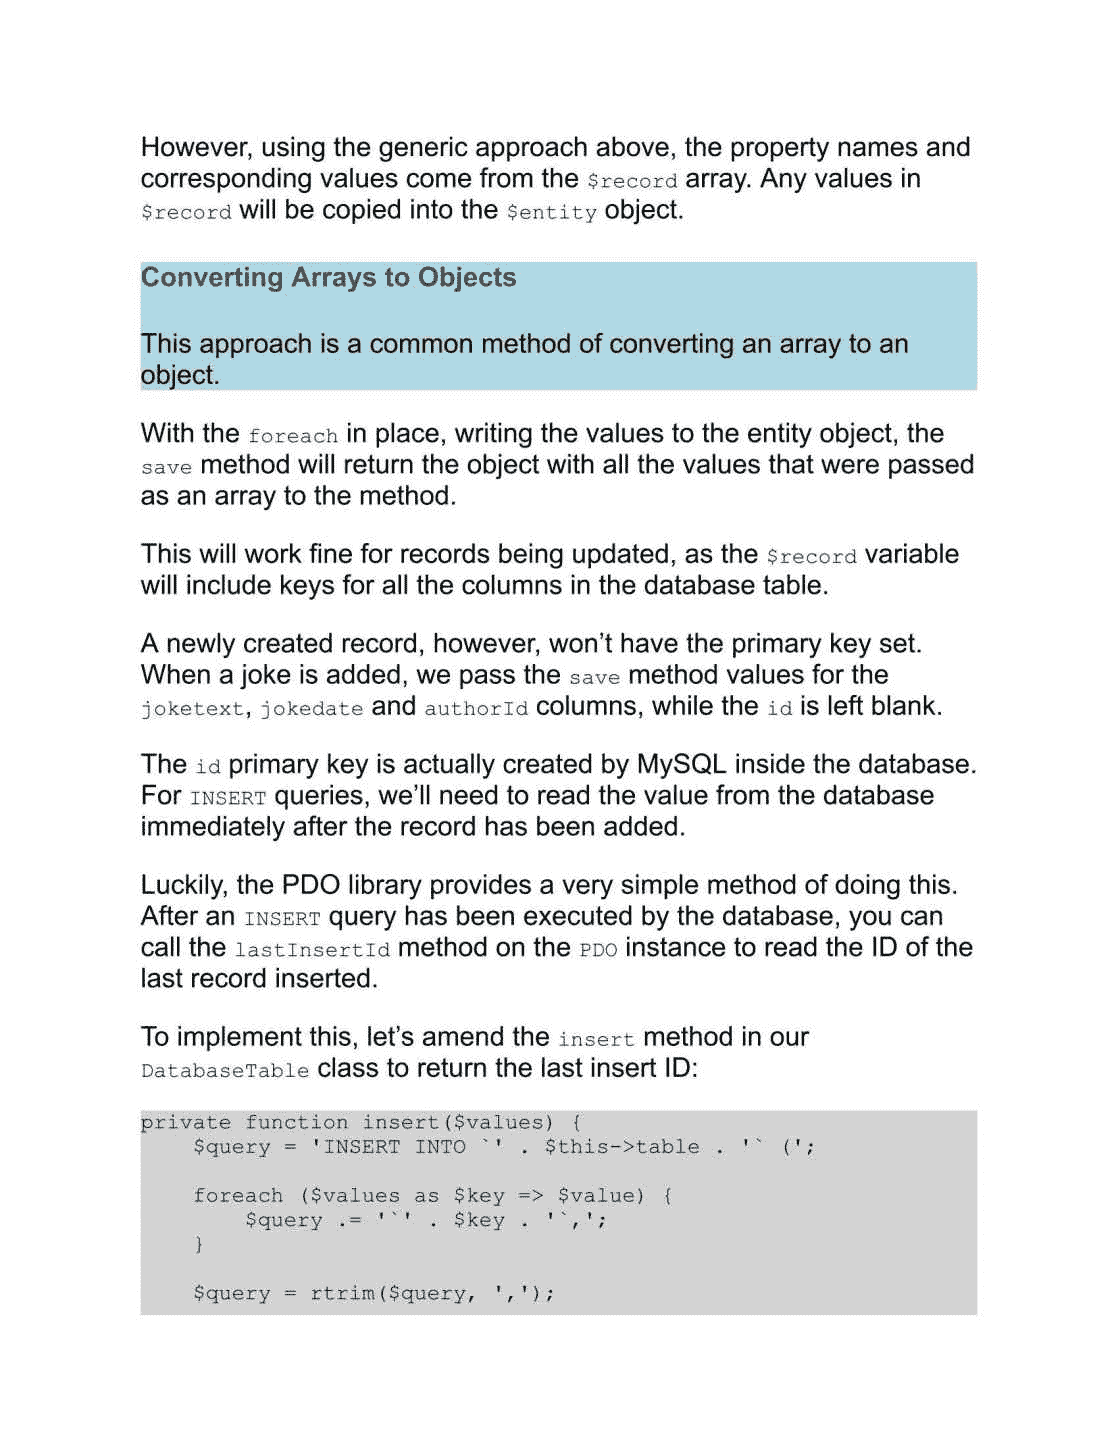 However, using the generic approach above, the property names and
corresponding values come from the $record array. Any values in
$record will be copied into the $entity object.
Converting Arrays to Objects
This approach is a common method of converting an array to an
object.
With the foreach in place, writing the values to the entity object, the
save method will return the object with all the values that were passed
as an array to the method.
This will work fine for records being updated, as the $record variable
will include keys for all the columns in the database table.
A newly created record, however, won’t have the primary key set.
When a joke is added, we pass the save method values for the
joketext, jokedate and authorId columns, while the id is left blank.
The id primary key is actually created by MySQL inside the database.
For INSERT queries, we’ll need to read the value from the database
immediately after the record has been added.
Luckily, the PDO library provides a very simple method of doing this.
After an INSERT query has been executed by the database, you can
call the lastInsertId method on the PDO instance to read the ID of the
last record inserted.
To implement this, let’s amend the insert method in our
DatabaseTable class to return the last insert ID:
private function insert($values) {
    $query = 'INSERT INTO `' . $this->table . '` (';
    foreach ($values as $key => $value) {
        $query .= '`' . $key . '`,';
    }
    $query = rtrim($query, ',');